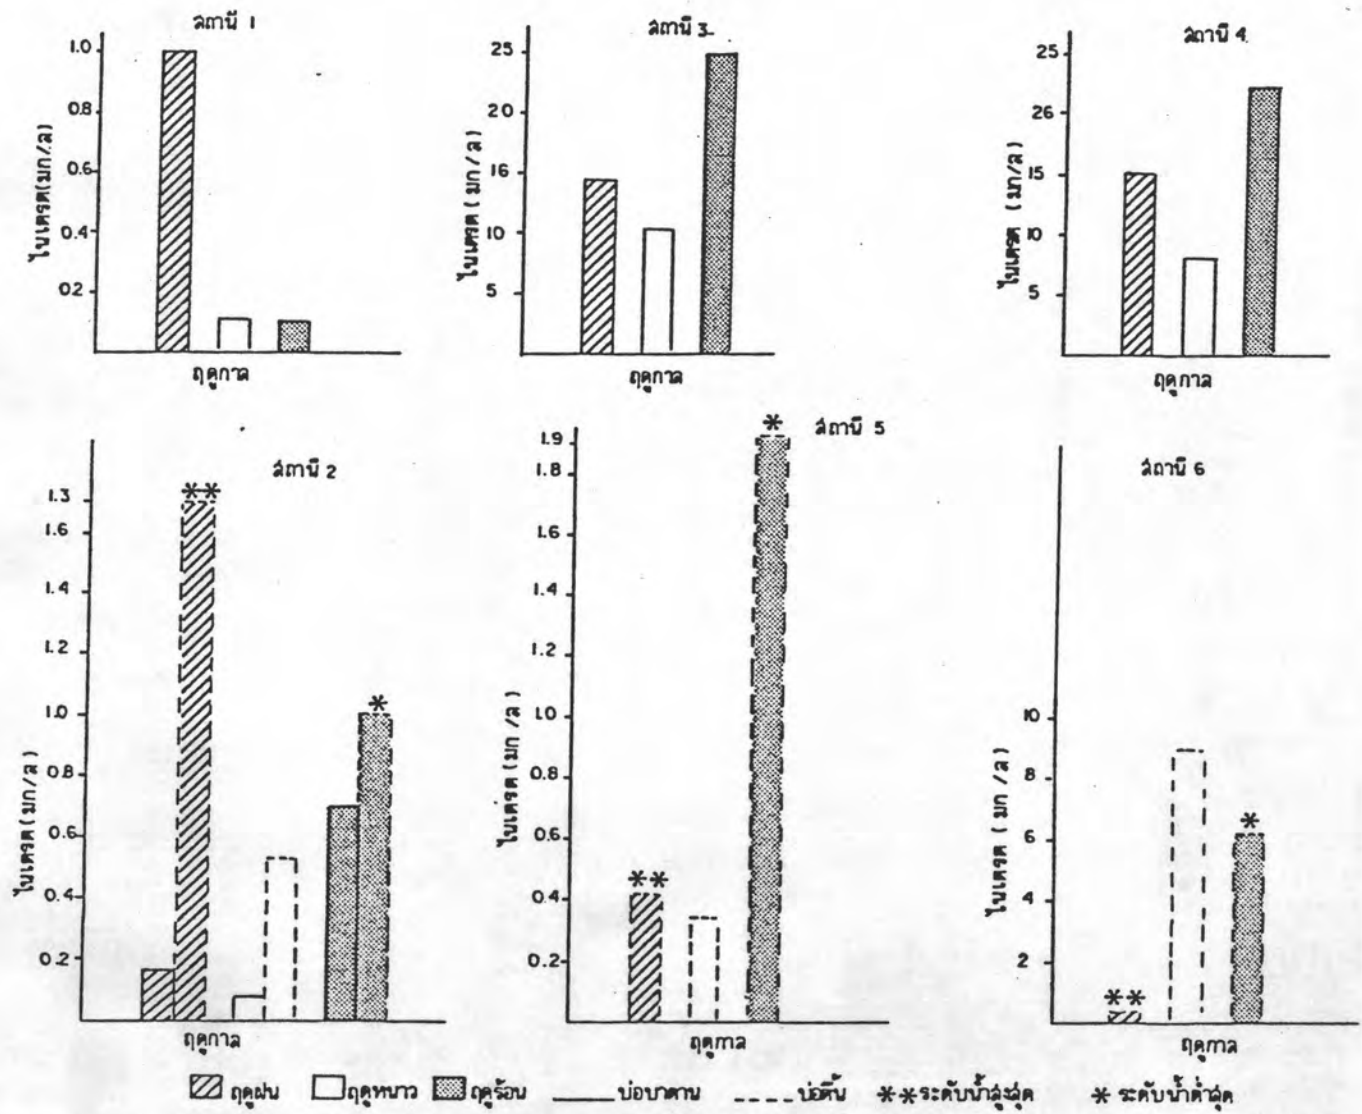 สถานี 1
1.0
0.8
0.6
0.4
0.2
ไนเตรต(มก/ล)
ฤดูกาล
สถานี 3
25
20
16
10
5
ไนเตรต ( มก / ล )
ฤดูกาล
สถานี 4
25
26
15
10
5
ไนเตรต ( มก/ล )
ฤดูกาล
สถานี 2
1.3
1.6
1.4
1.2
1.0
0.8
0.6
0.4
0.2
ไนเตรต ( มก /ล )
**
*
ฤดูกาล
สถานี 5
1.9
1.8
1.6
1.4
1.2
1.0
0.8
0.6
0.4
0.2
ไนเตรต ( มก /ล )
**
*
ฤดูกาล
สถานี 6
10
8
6
4
2
ไนเตรต ( มก /ล )
**
*
ฤดูกาล
ฤดูฝน ฤดูหนาว ฤดูร้อน บ่อบาดาล บ่อตื้น **ระดับน้ำสูงสุด * ระดับน้ำต่ำสุด